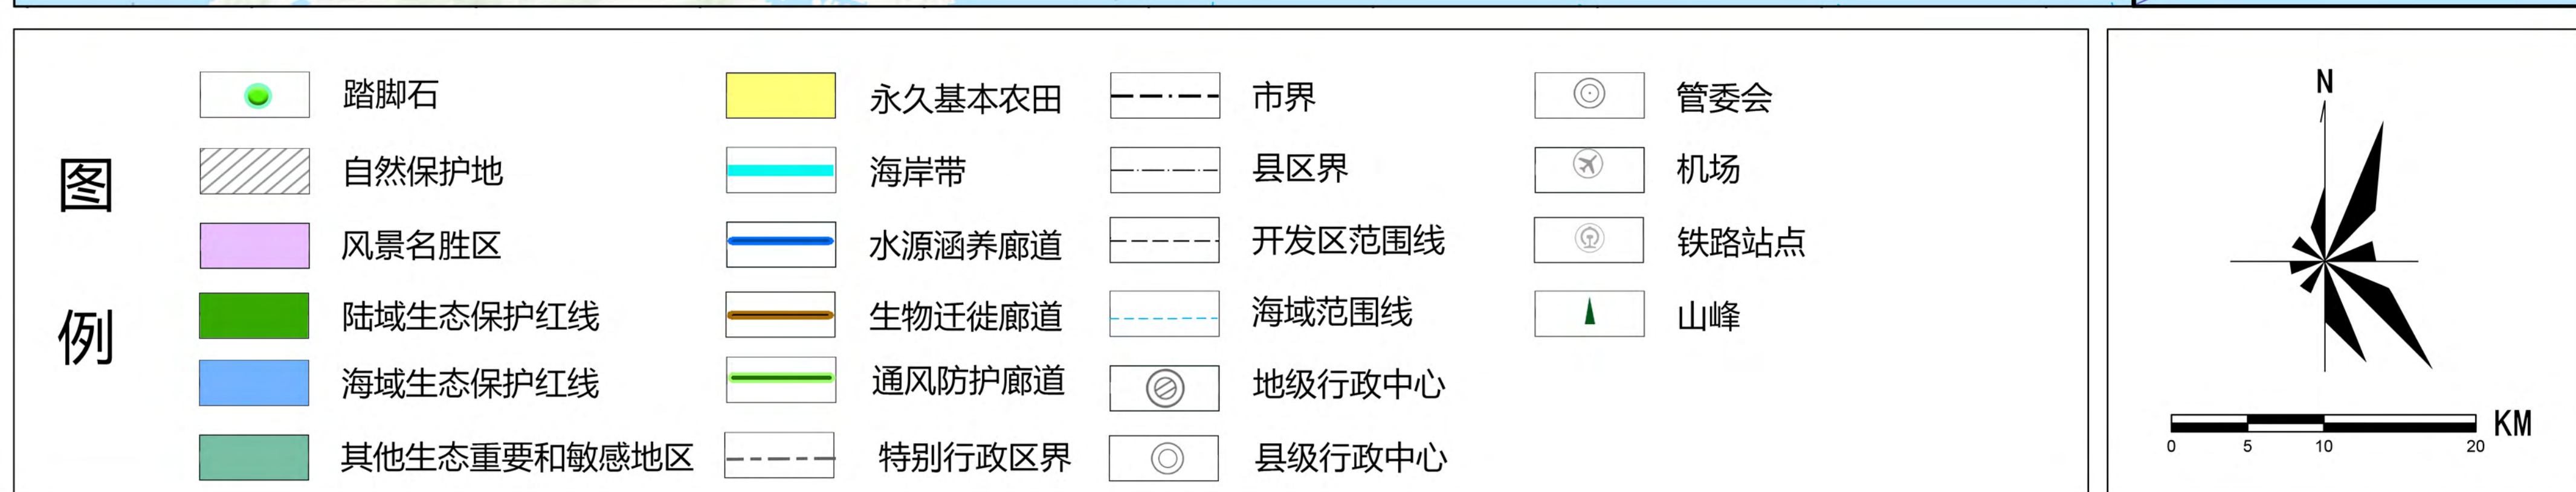 图例
踏脚石
自然保护地
风景名胜区
陆域生态保护红线
海域生态保护红线
其他生态重要和敏感地区
永久基本农田
海岸带
水源涵养廊道
生物迁徙廊道
通风防护廊道
特别行政区界
市界
县区界
开发区范围线
海域范围线
地级行政中心
县级行政中心
管委会
机场
铁路站点
山峰
N
KM
0 5 10 20